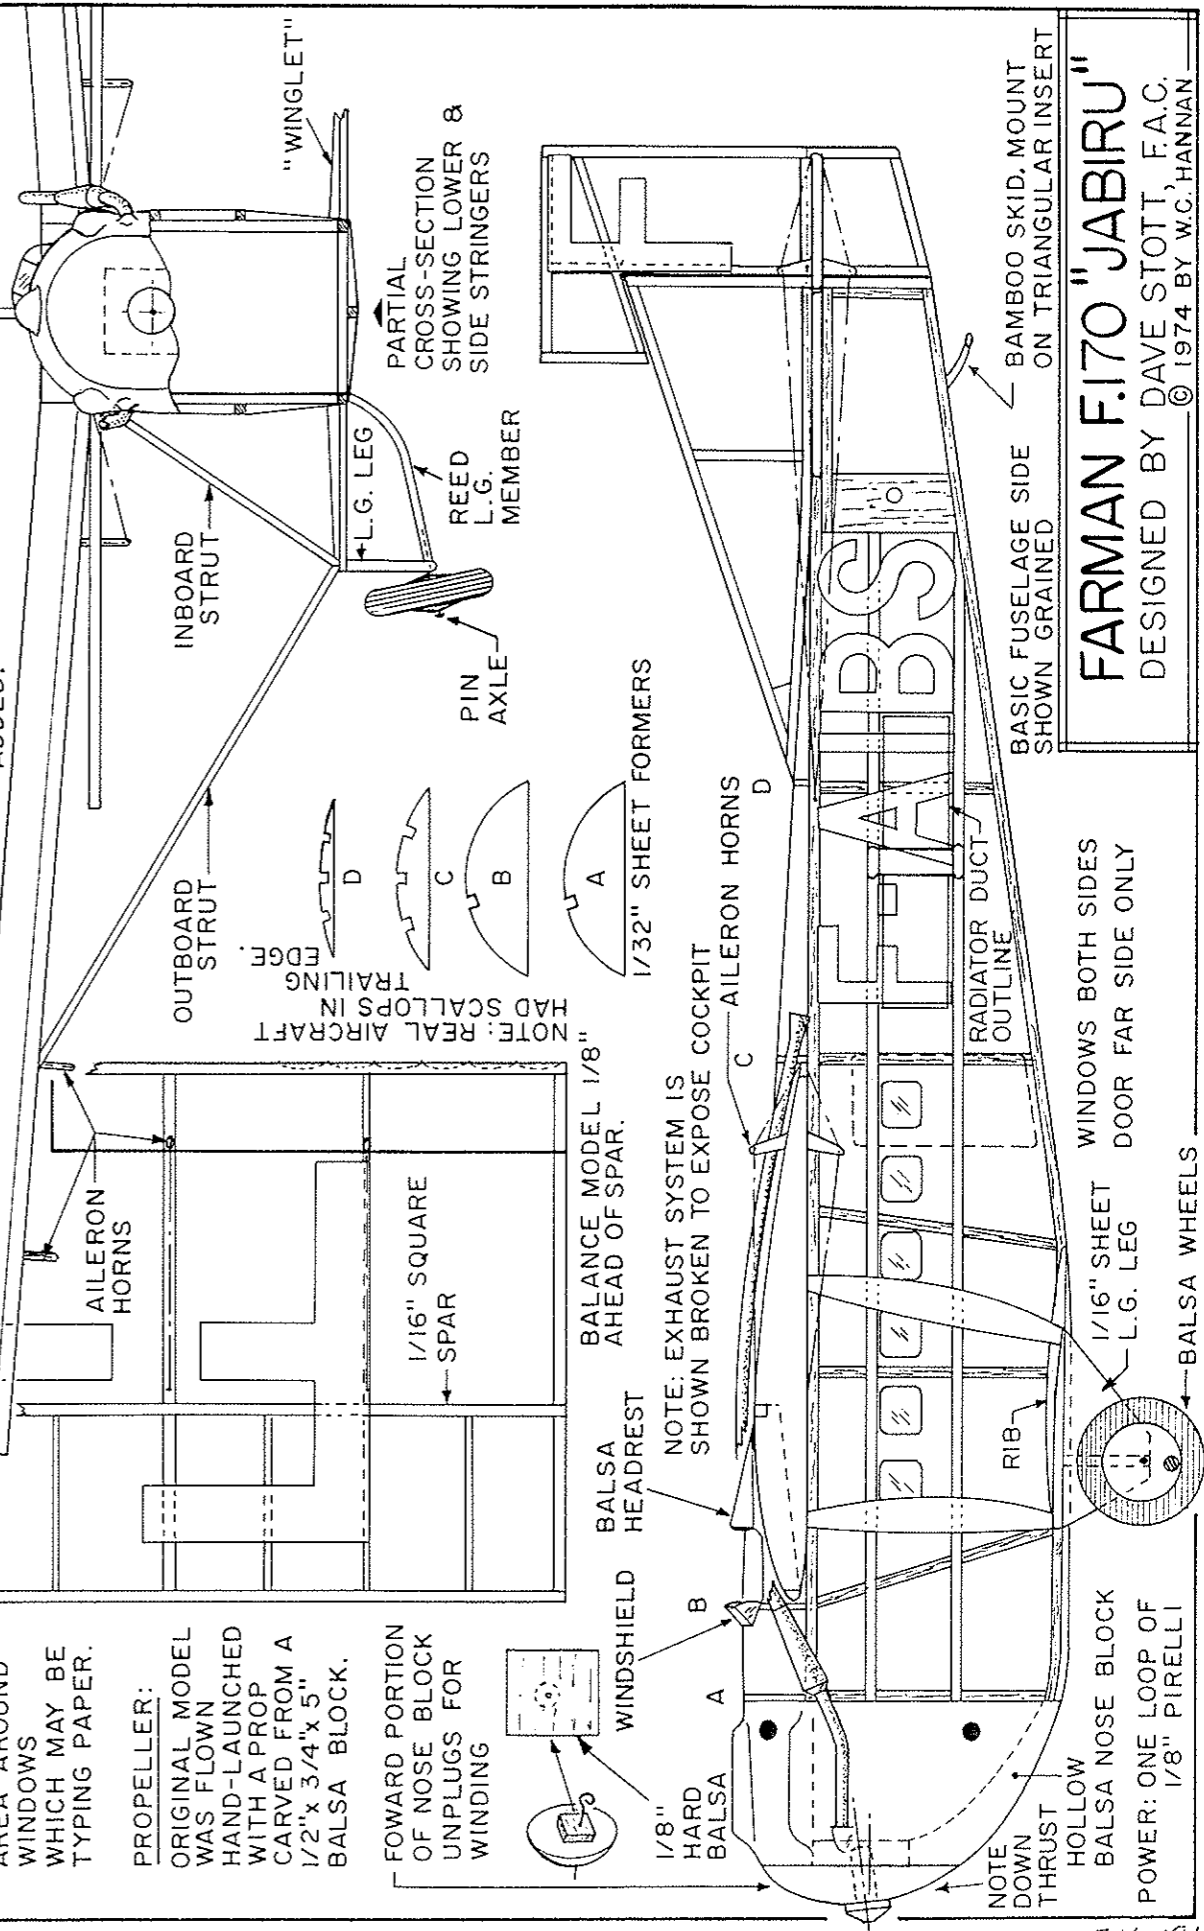 AREA AROUND
WINDOWS
WHICH MAY BE
TYPING PAPER.
PROPELLER:
ORIGINAL MODEL
WAS FLOWN
HAND-LAUNCHED
WITH A PROP
CARVED FROM A
1/2" x 3/4" x 5"
BALSA BLOCK.
FOWARD PORTION
OF NOSE BLOCK
UNPLUGS FOR
WINDING
1/8"
HARD
BALSA
AILERON
HORNS
1/16" SQUARE
SPAR
NOTE: REAL AIRCRAFT
HAD SCALLOPS IN
TRAILING
EDGE.
BALANCE MODEL 1/8"
AHEAD OF SPAR.
OUTBOARD
STRUT
INBOARD
STRUT
"WINGLET"
PARTIAL
CROSS-SECTION
SHOWING LOWER &
SIDE STRINGERS
L.G. LEG
REED
L.G.
MEMBER
PIN
AXLE
D
C
B
A
1/32" SHEET FORMERS
WINDSHIELD
BALSA
HEADREST
NOTE: EXHAUST SYSTEM IS
SHOWN BROKEN TO EXPOSE COCKPIT
AILERON HORNS
A
B
C
D
F-AIBS
RADIATOR DUCT
OUTLINE
RIB
NOTE
DOWN
THRUST
HOLLOW
BALSA NOSE BLOCK
POWER: ONE LOOP OF
1/8" PIRELLI
1/16" SHEET
L.G. LEG
BALSA WHEELS
WINDOWS BOTH SIDES
DOOR FAR SIDE ONLY
BASIC FUSELAGE SIDE
SHOWN GRAINED
BAMBOO SKID. MOUNT
ON TRIANGULAR INSERT
FARMAN F.170 "JABIRU"
DESIGNED BY DAVE STOTT, F.A.C.
© 1974 BY W.C. HANNAN